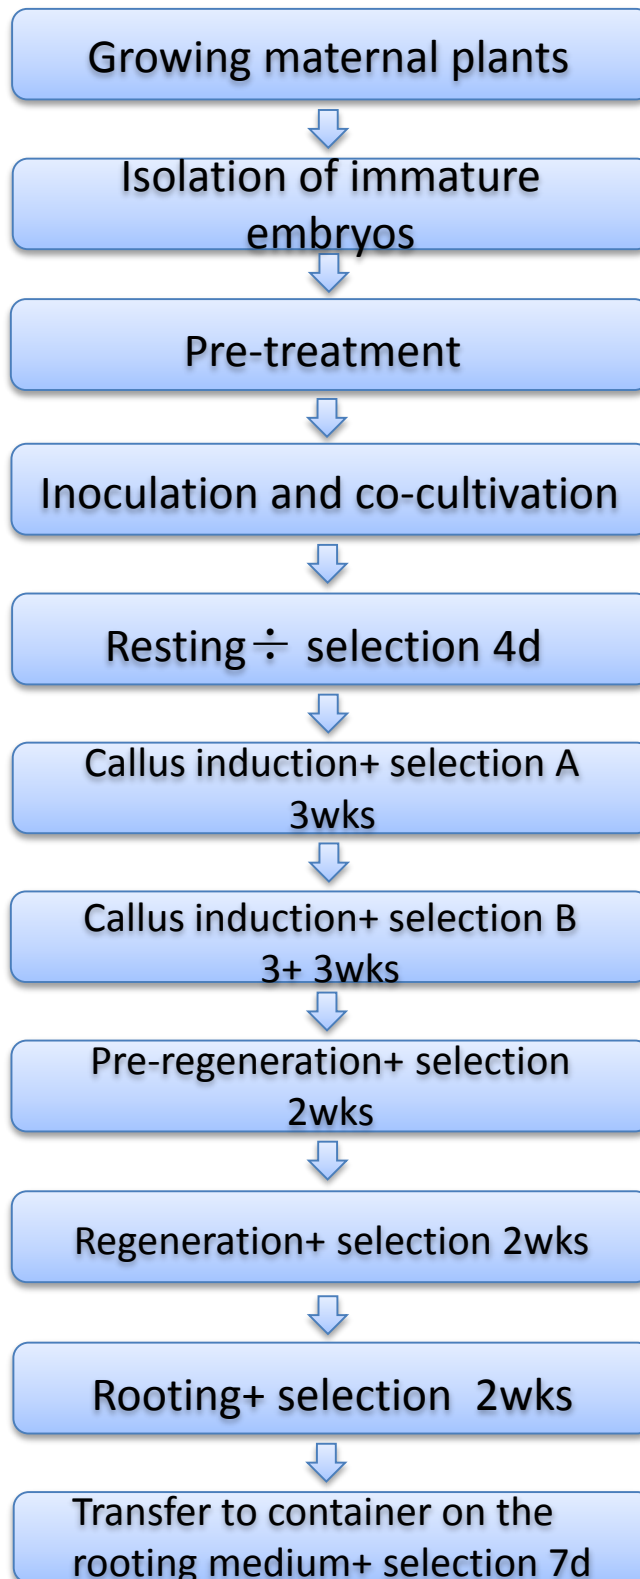 Growing maternal plants
Isolation of immature
embryos
Pre-treatment
Inoculation and co-cultivation
Resting÷ selection 4d
Callus induction+ selection A
3wks
Callus induction+ selection B
3+ 3wks
Pre-regeneration+ selection
2wks
Regeneration+ selection 2wks
Rooting+ selection 2wks
Transfer to container on the
rooting medium+ selection 7d